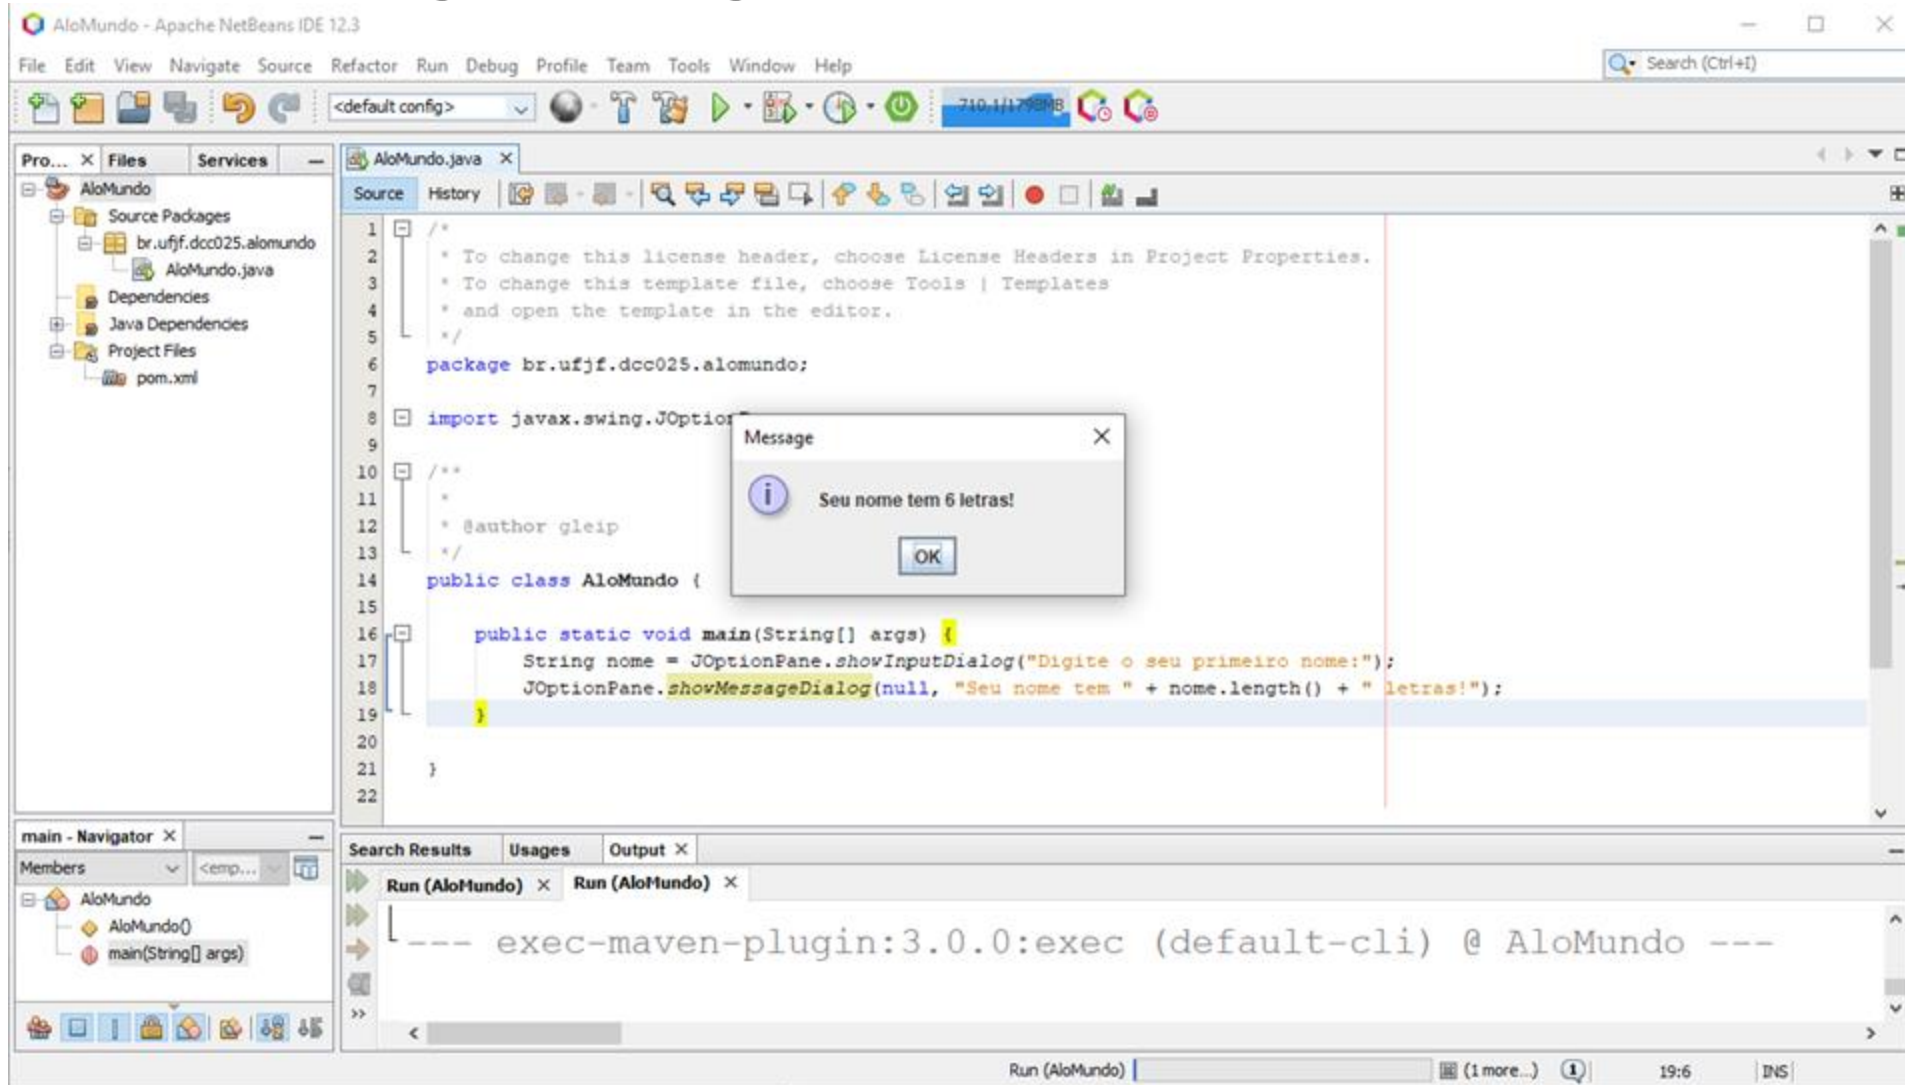 AloMundo - Apache NetBeans IDE 12.3
File Edit View Navigate Source Refactor Run Debug Profile Team Tools Window Help
Search (Ctrl+I)
<default config>
710,1/1798MB
Pro... Files Services
AloMundo
Source Packages
br.ufjf.dcc025.alomundo
AloMundo.java
Dependencies
Java Dependencies
Project Files
pom.xml
AloMundo.java
Source History
1 /*
2 * To change this license header, choose License Headers in Project Properties.
3 * To change this template file, choose Tools | Templates
4 * and open the template in the editor.
5 */
6 package br.ufjf.dcc025.alomundo;
7
8 import javax.swing.JOption
9
10 /**
11 *
12 * @author gleip
13 */
14 public class AloMundo {
15
16 public static void main(String[] args) {
17 String nome = JOptionPane.showInputDialog("Digite o seu primeiro nome:");
18 JOptionPane.showMessageDialog(null, "Seu nome tem " + nome.length() + " letras!");
19 }
20
21 }
22
Message
Seu nome tem 6 letras!
OK
main - Navigator
Members <emp...
AloMundo
AloMundo()
main(String[] args)
Search Results Usages Output
Run (AloMundo) Run (AloMundo)
--- exec-maven-plugin:3.0.0:exec (default-cli) @ AloMundo ---
Run (AloMundo) (1 more...) 1 19:6 INS